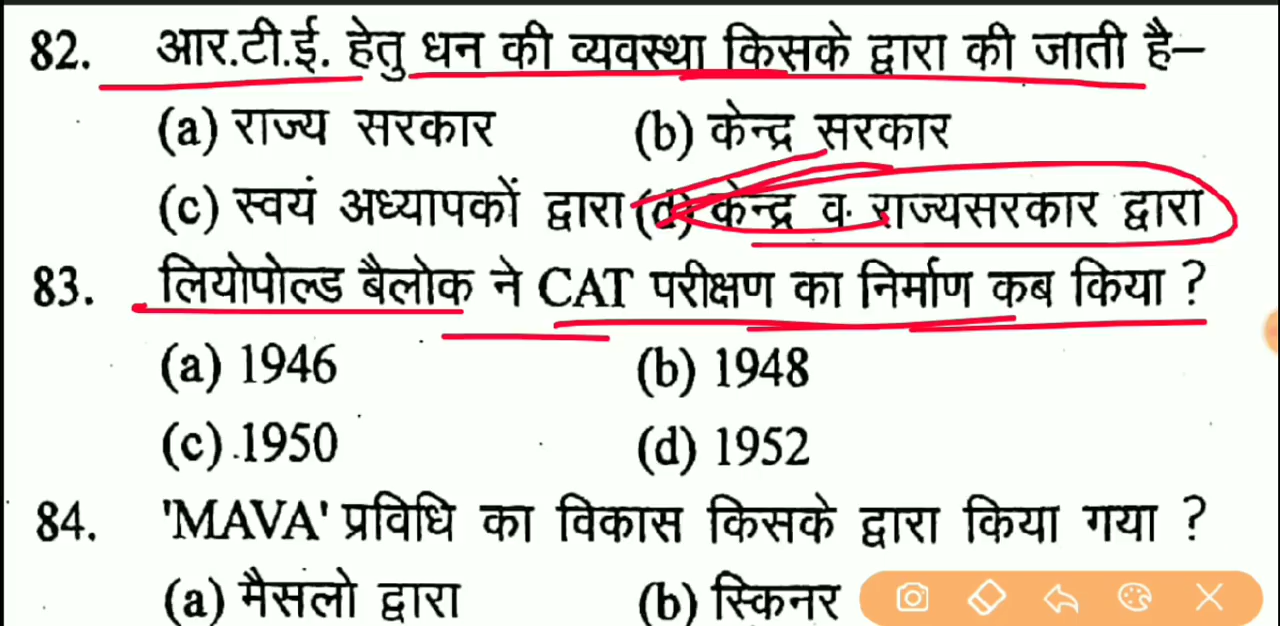 82. आर.टी.ई. हेतु धन की व्यवस्था किसके द्वारा की जाती है–
(a) राज्य सरकार (b) केन्द्र सरकार
(c) स्वयं अध्यापकों द्वारा (d) केन्द्र व राज्यसरकार द्वारा
83. लियोपोल्ड बैलोक ने CAT परीक्षण का निर्माण कब किया ?
(a) 1946 (b) 1948
(c) 1950 (d) 1952
84. 'MAVA' प्रविधि का विकास किसके द्वारा किया गया ?
(a) मैसलो द्वारा (b) स्किनर